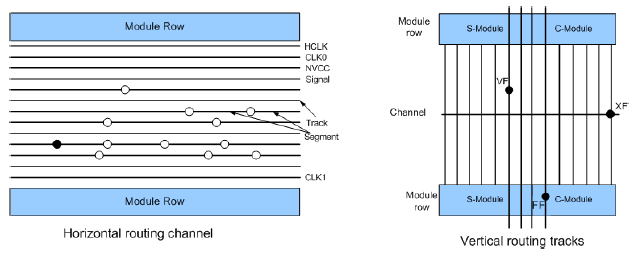 Module Row
HCLK
CLK0
NVCC
Signal
Track
Segment
CLK1
Module Row
Horizontal routing channel
Module
row
S-Module
C-Module
VF
Channel
XF
Module
row
S-Module
FF
C-Module
Vertical routing tracks